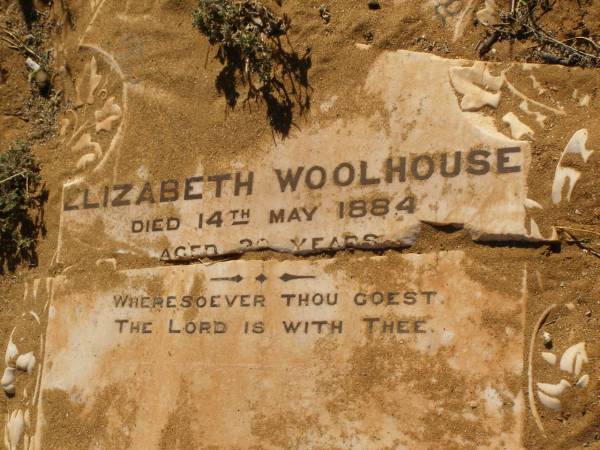 ELIZABETH WOOLHOUSE
DIED 14TH MAY 1884
AGED YEARS
WHERESOEVER THOU GOEST
THE LORD IS WITH THEE